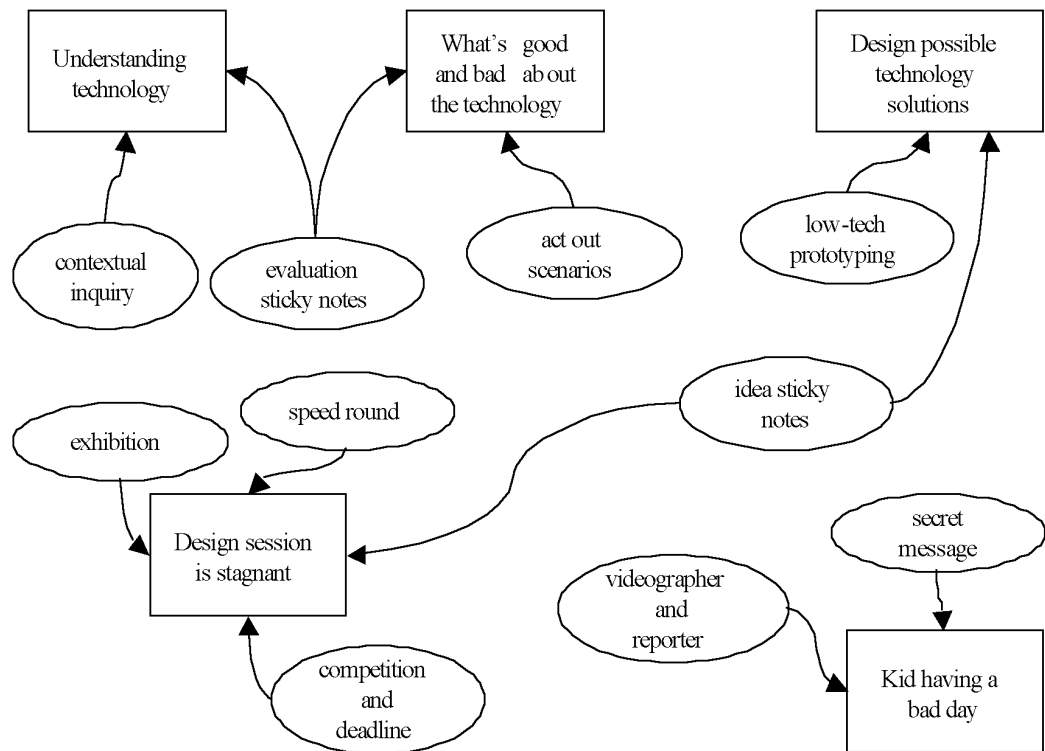 Understanding
technology
What's good
and bad ab out
the technology
Design possible
technology
solutions
contextual
inquiry
evaluation
sticky notes
act out
scenarios
low-tech
prototyping
exhibition
speed round
idea sticky
notes
Design session
is stagnant
competition
and
deadline
videographer
and
reporter
secret
message
Kid having a
bad day